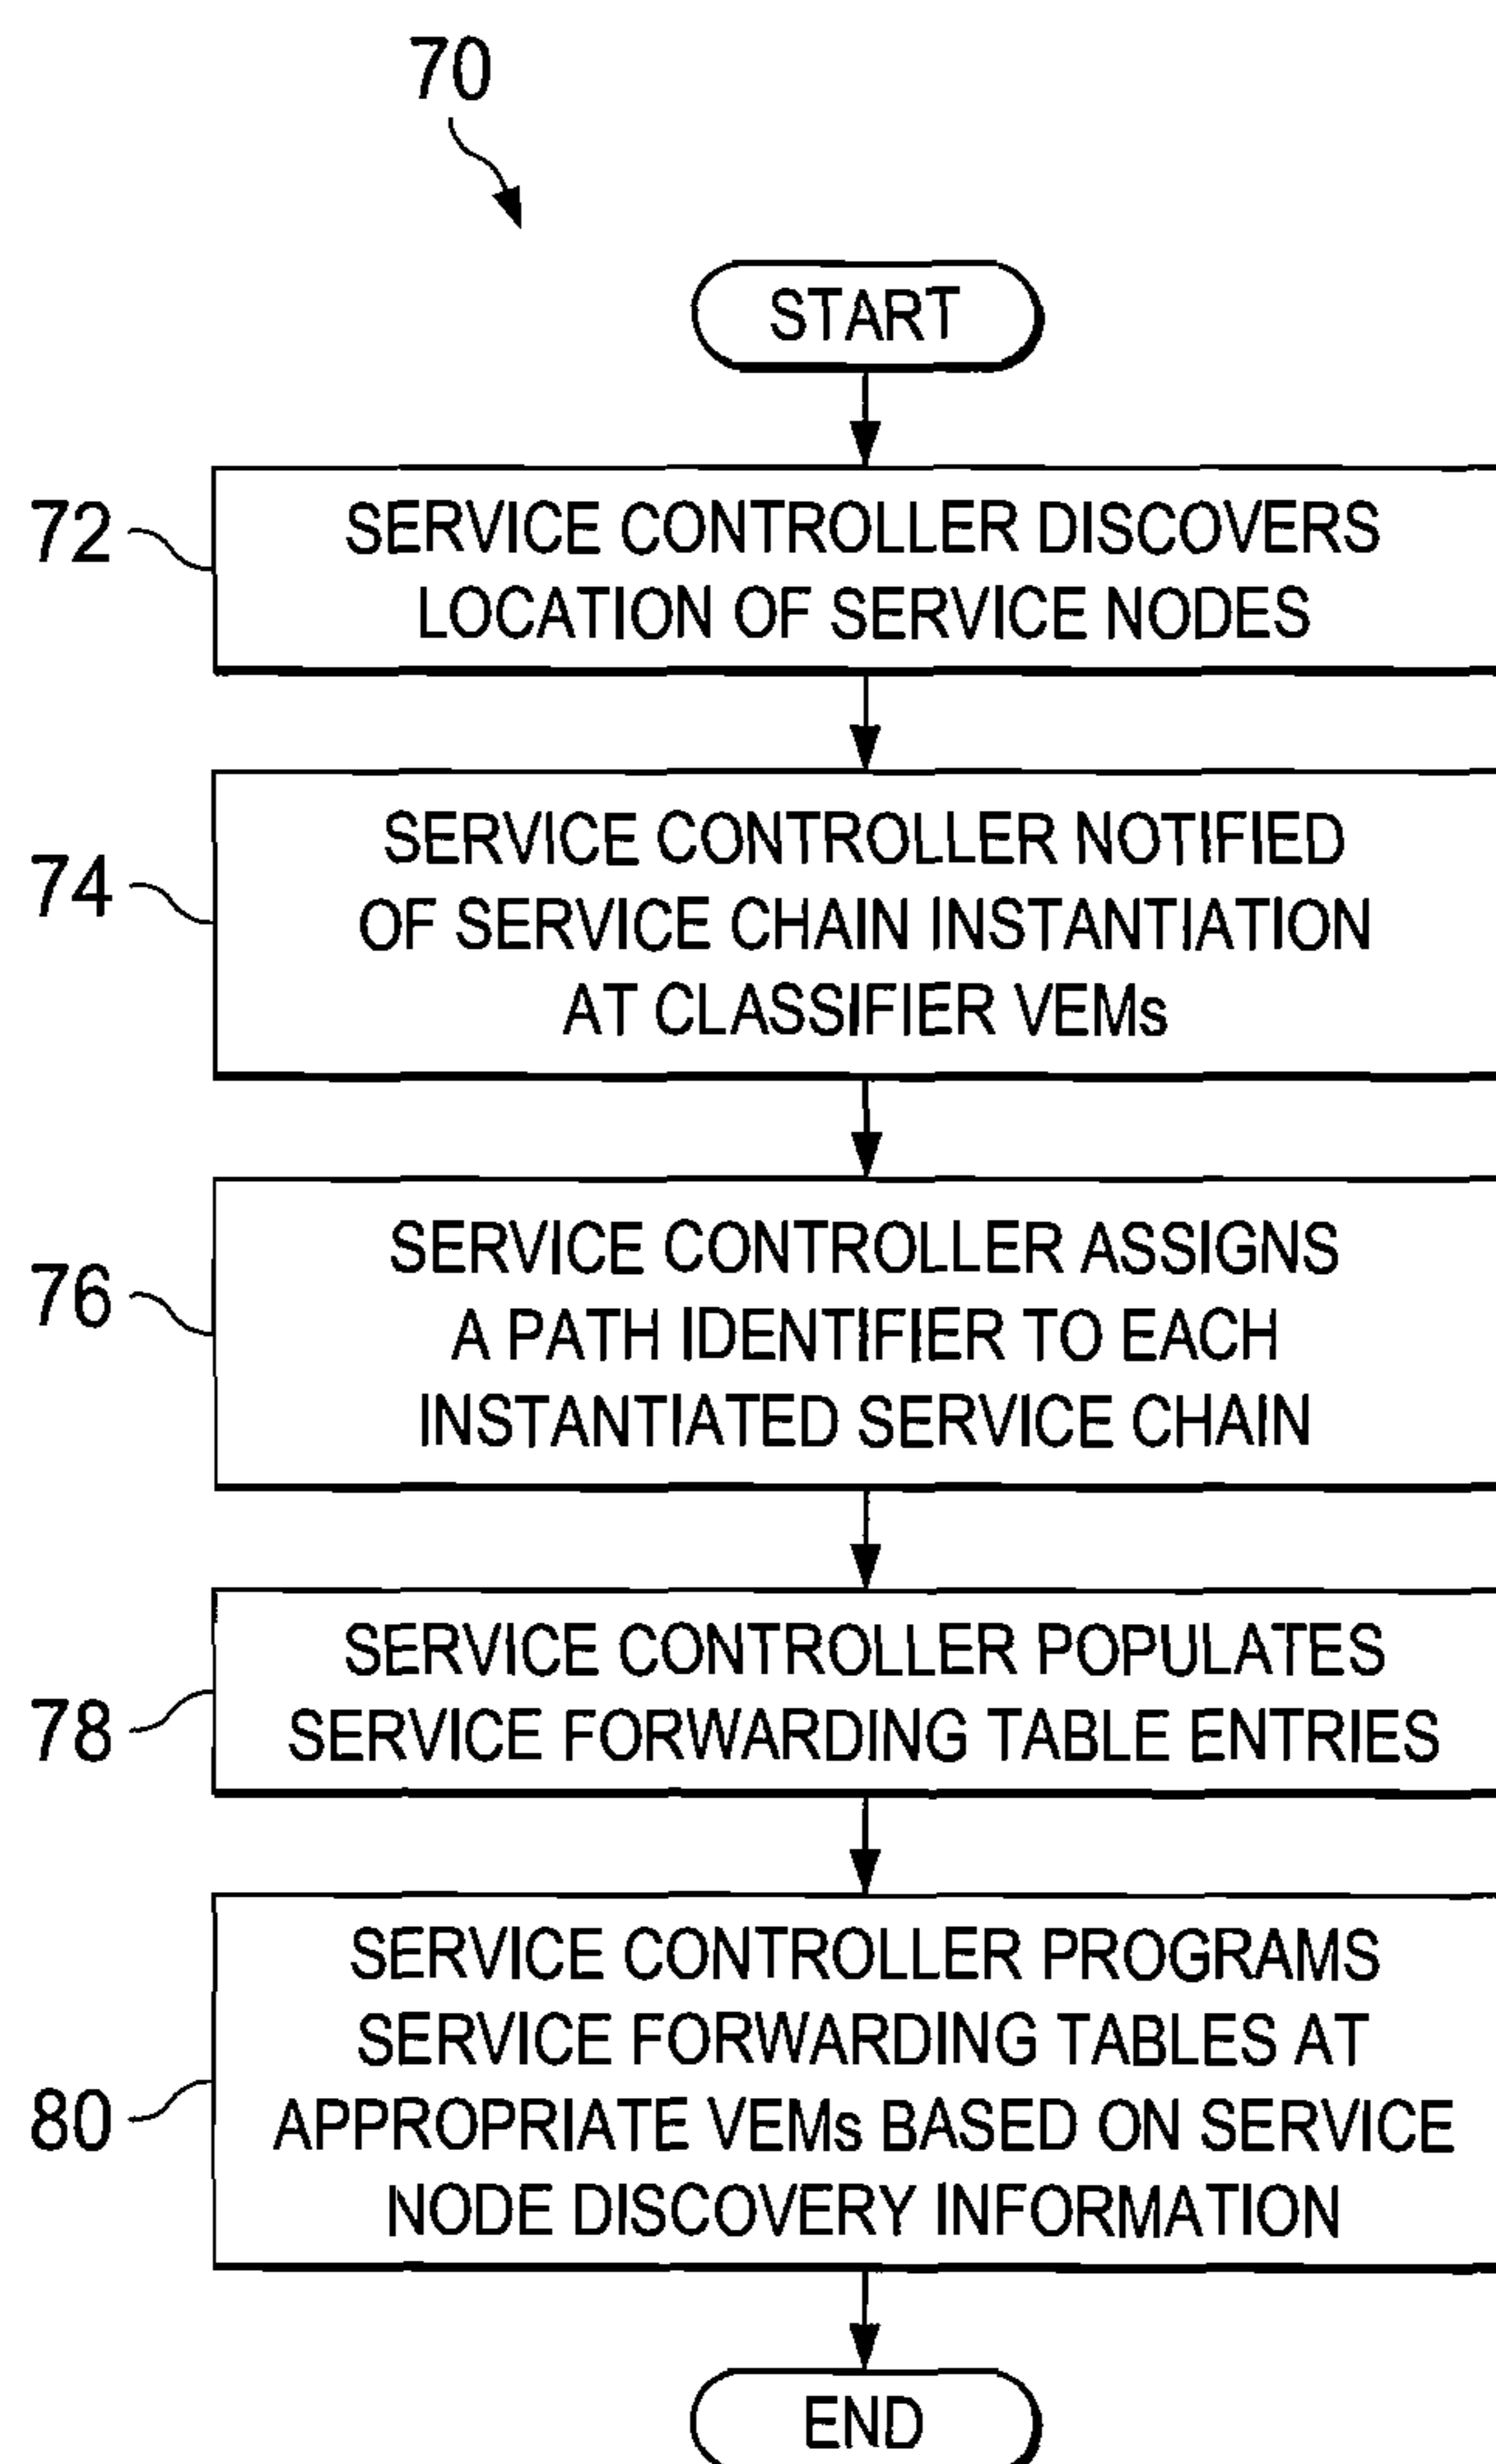 70
START
72
SERVICE CONTROLLER DISCOVERS
LOCATION OF SERVICE NODES
74
SERVICE CONTROLLER NOTIFIED
OF SERVICE CHAIN INSTANTIATION
AT CLASSIFIER VEMs
76
SERVICE CONTROLLER ASSIGNS
A PATH IDENTIFIER TO EACH
INSTANTIATED SERVICE CHAIN
78
SERVICE CONTROLLER POPULATES
SERVICE FORWARDING TABLE ENTRIES
80
SERVICE CONTROLLER PROGRAMS
SERVICE FORWARDING TABLES AT
APPROPRIATE VEMs BASED ON SERVICE
NODE DISCOVERY INFORMATION
END